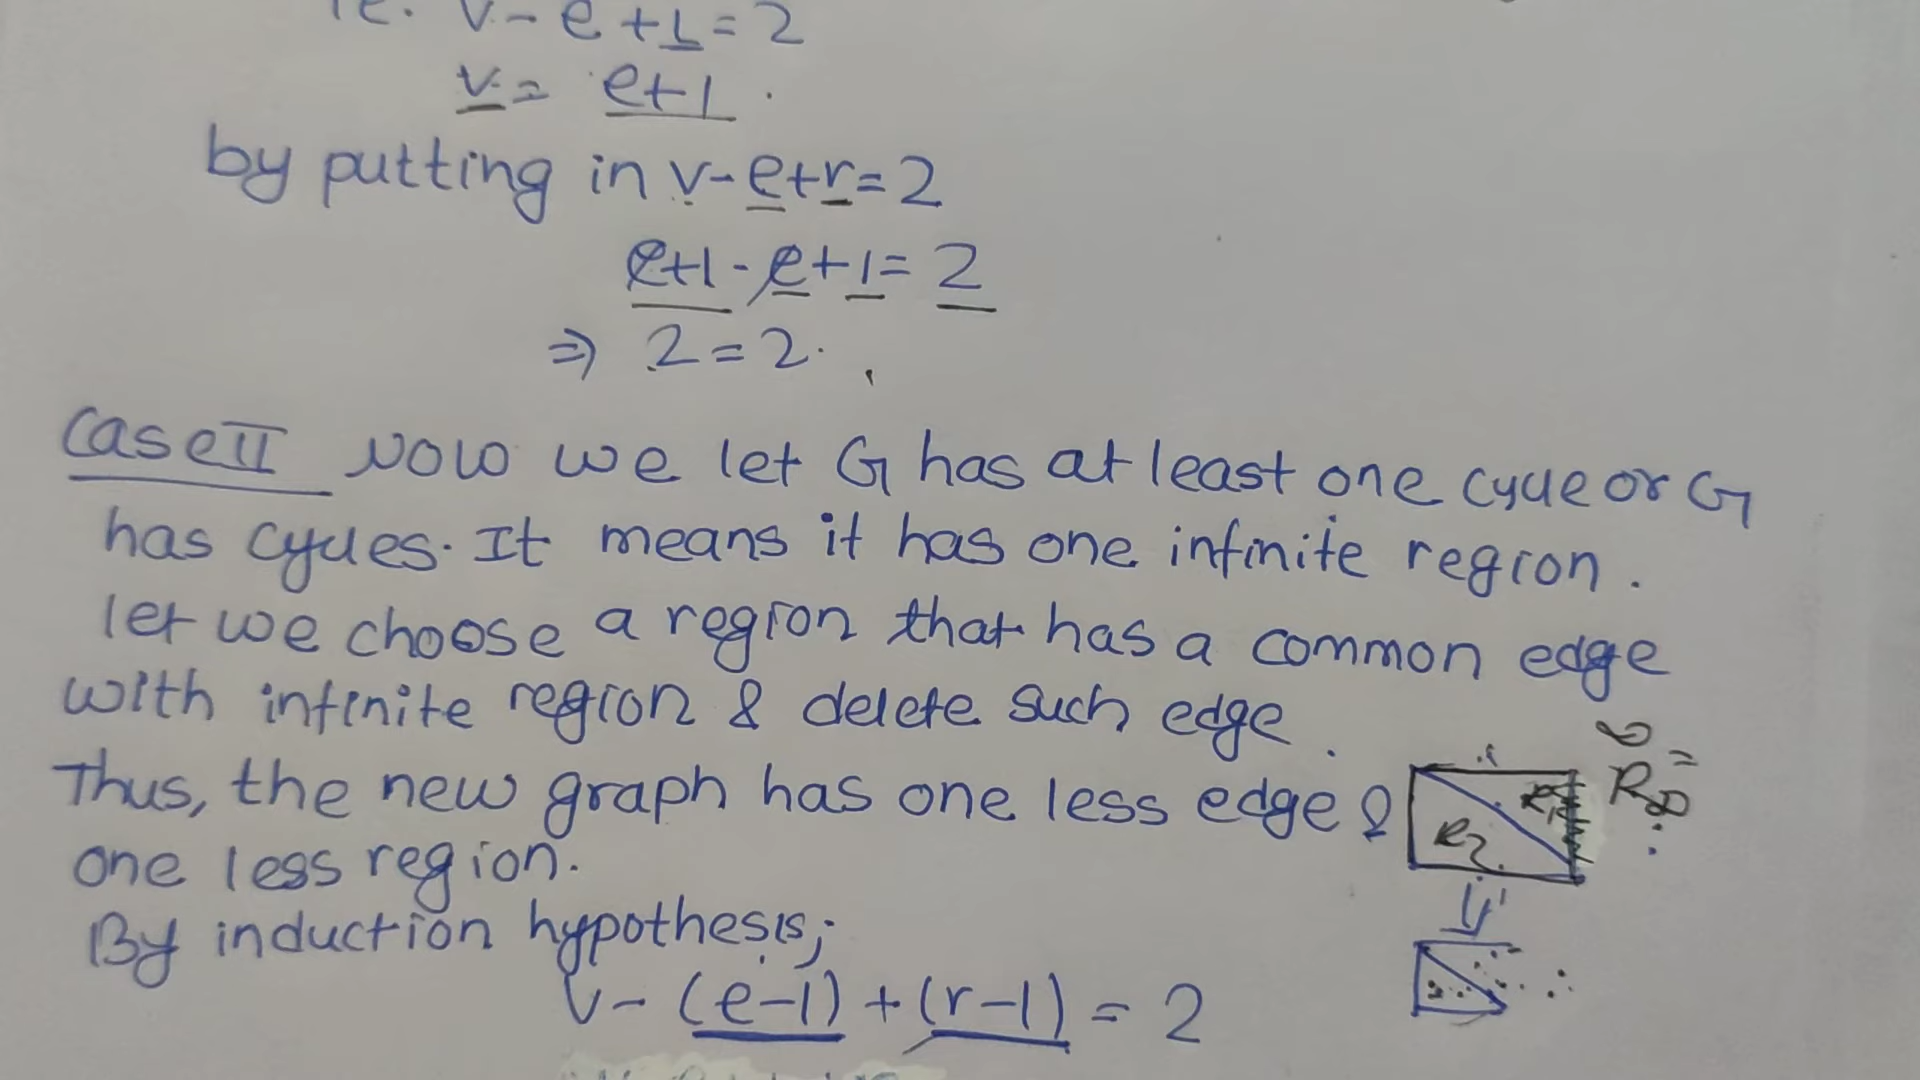 ie. v - e + 1 = 2
v = e+1.
by putting in v-e+r=2
e+1 - e+1 = 2
⇒ 2 = 2.
Case II Now we let G has at least one cycle or G
has cycles. It means it has one infinite region.
let we choose a region that has a common edge
with infinite region & delete such edge.
Thus, the new graph has one less edge &
one less region.
By induction hypothesis;
v - (e-1) + (r-1) = 2
∞ =
R∞
R1
R2